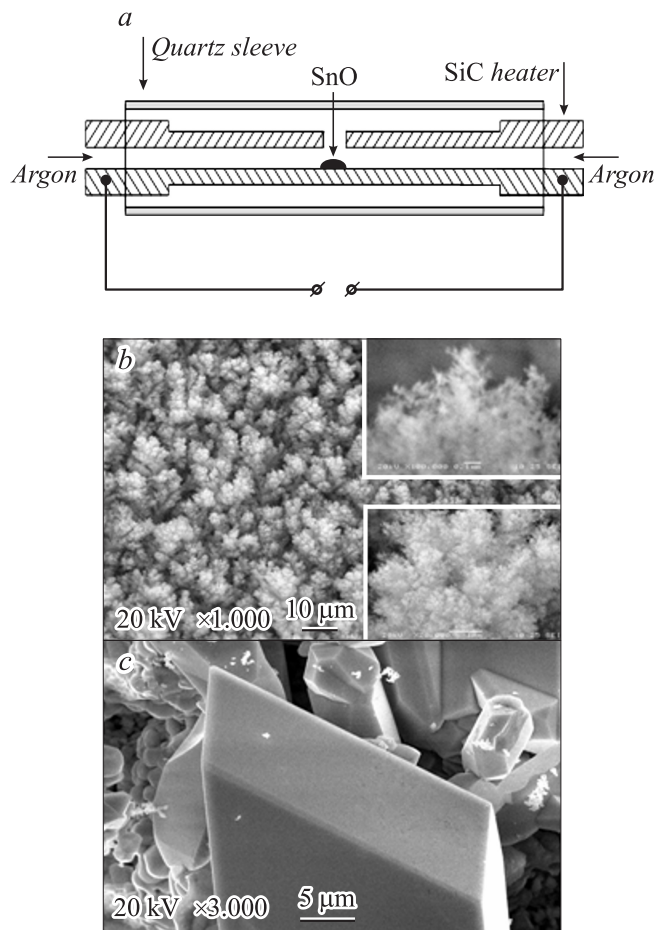 a
Quartz sleeve
SnO
SiC heater
Argon
Argon
b
20 kV ×1.000 10 μm
c
20 kV ×3.000 5 μm